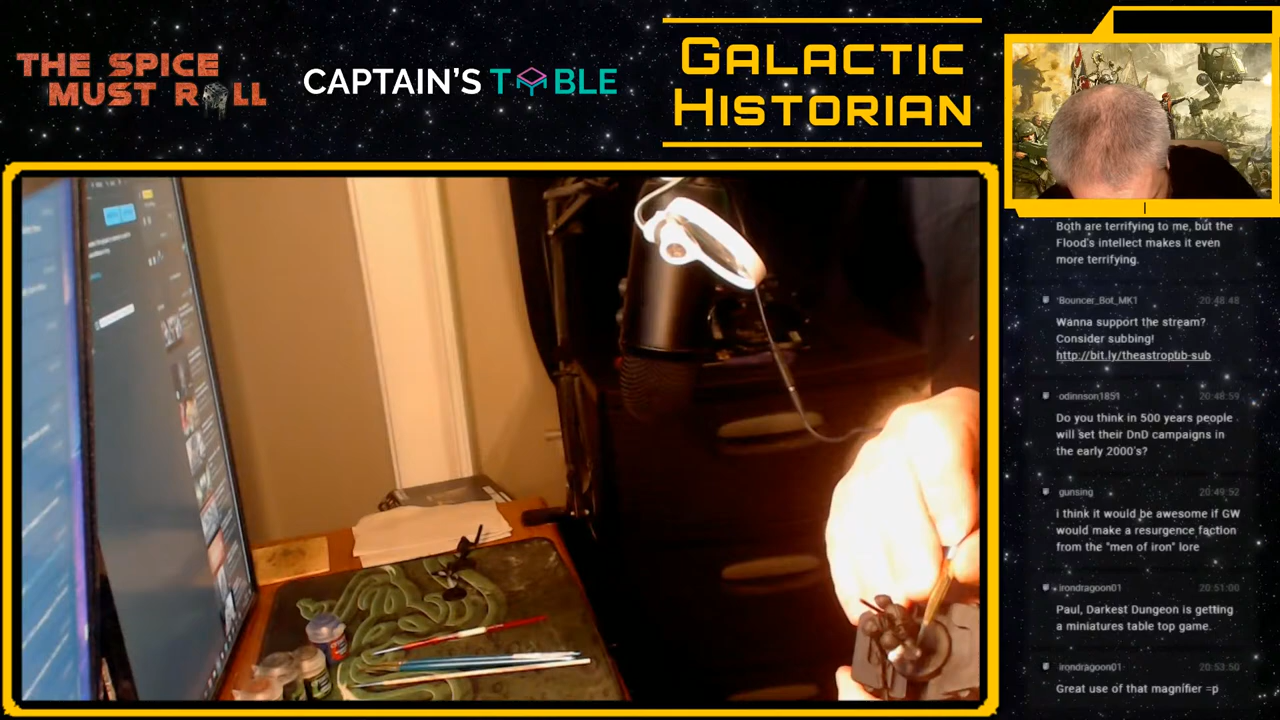 THE SPICE
MUST ROLL
CAPTAIN'S TABLE
GALACTIC
HISTORIAN
Both are terrifying to me, but the
Flood's intellect makes it even
more terrifying.
Bouncer_Bot_MK1 20:48:48
Wanna support the stream?
Consider subbing!
http://bit.ly/theastropub-sub
odinnson1851 20:48:59
Do you think in 500 years people
will set their DnD campaigns in
the early 2000's?
gunsing 20:49:52
i think it would be awesome if GW
would make a resurgence faction
from the "men of iron" lore
irondragoon01 20:51:00
Paul, Darkest Dungeon is getting
a miniatures table top game.
irondragoon01 20:53:50
Great use of that magnifier =p